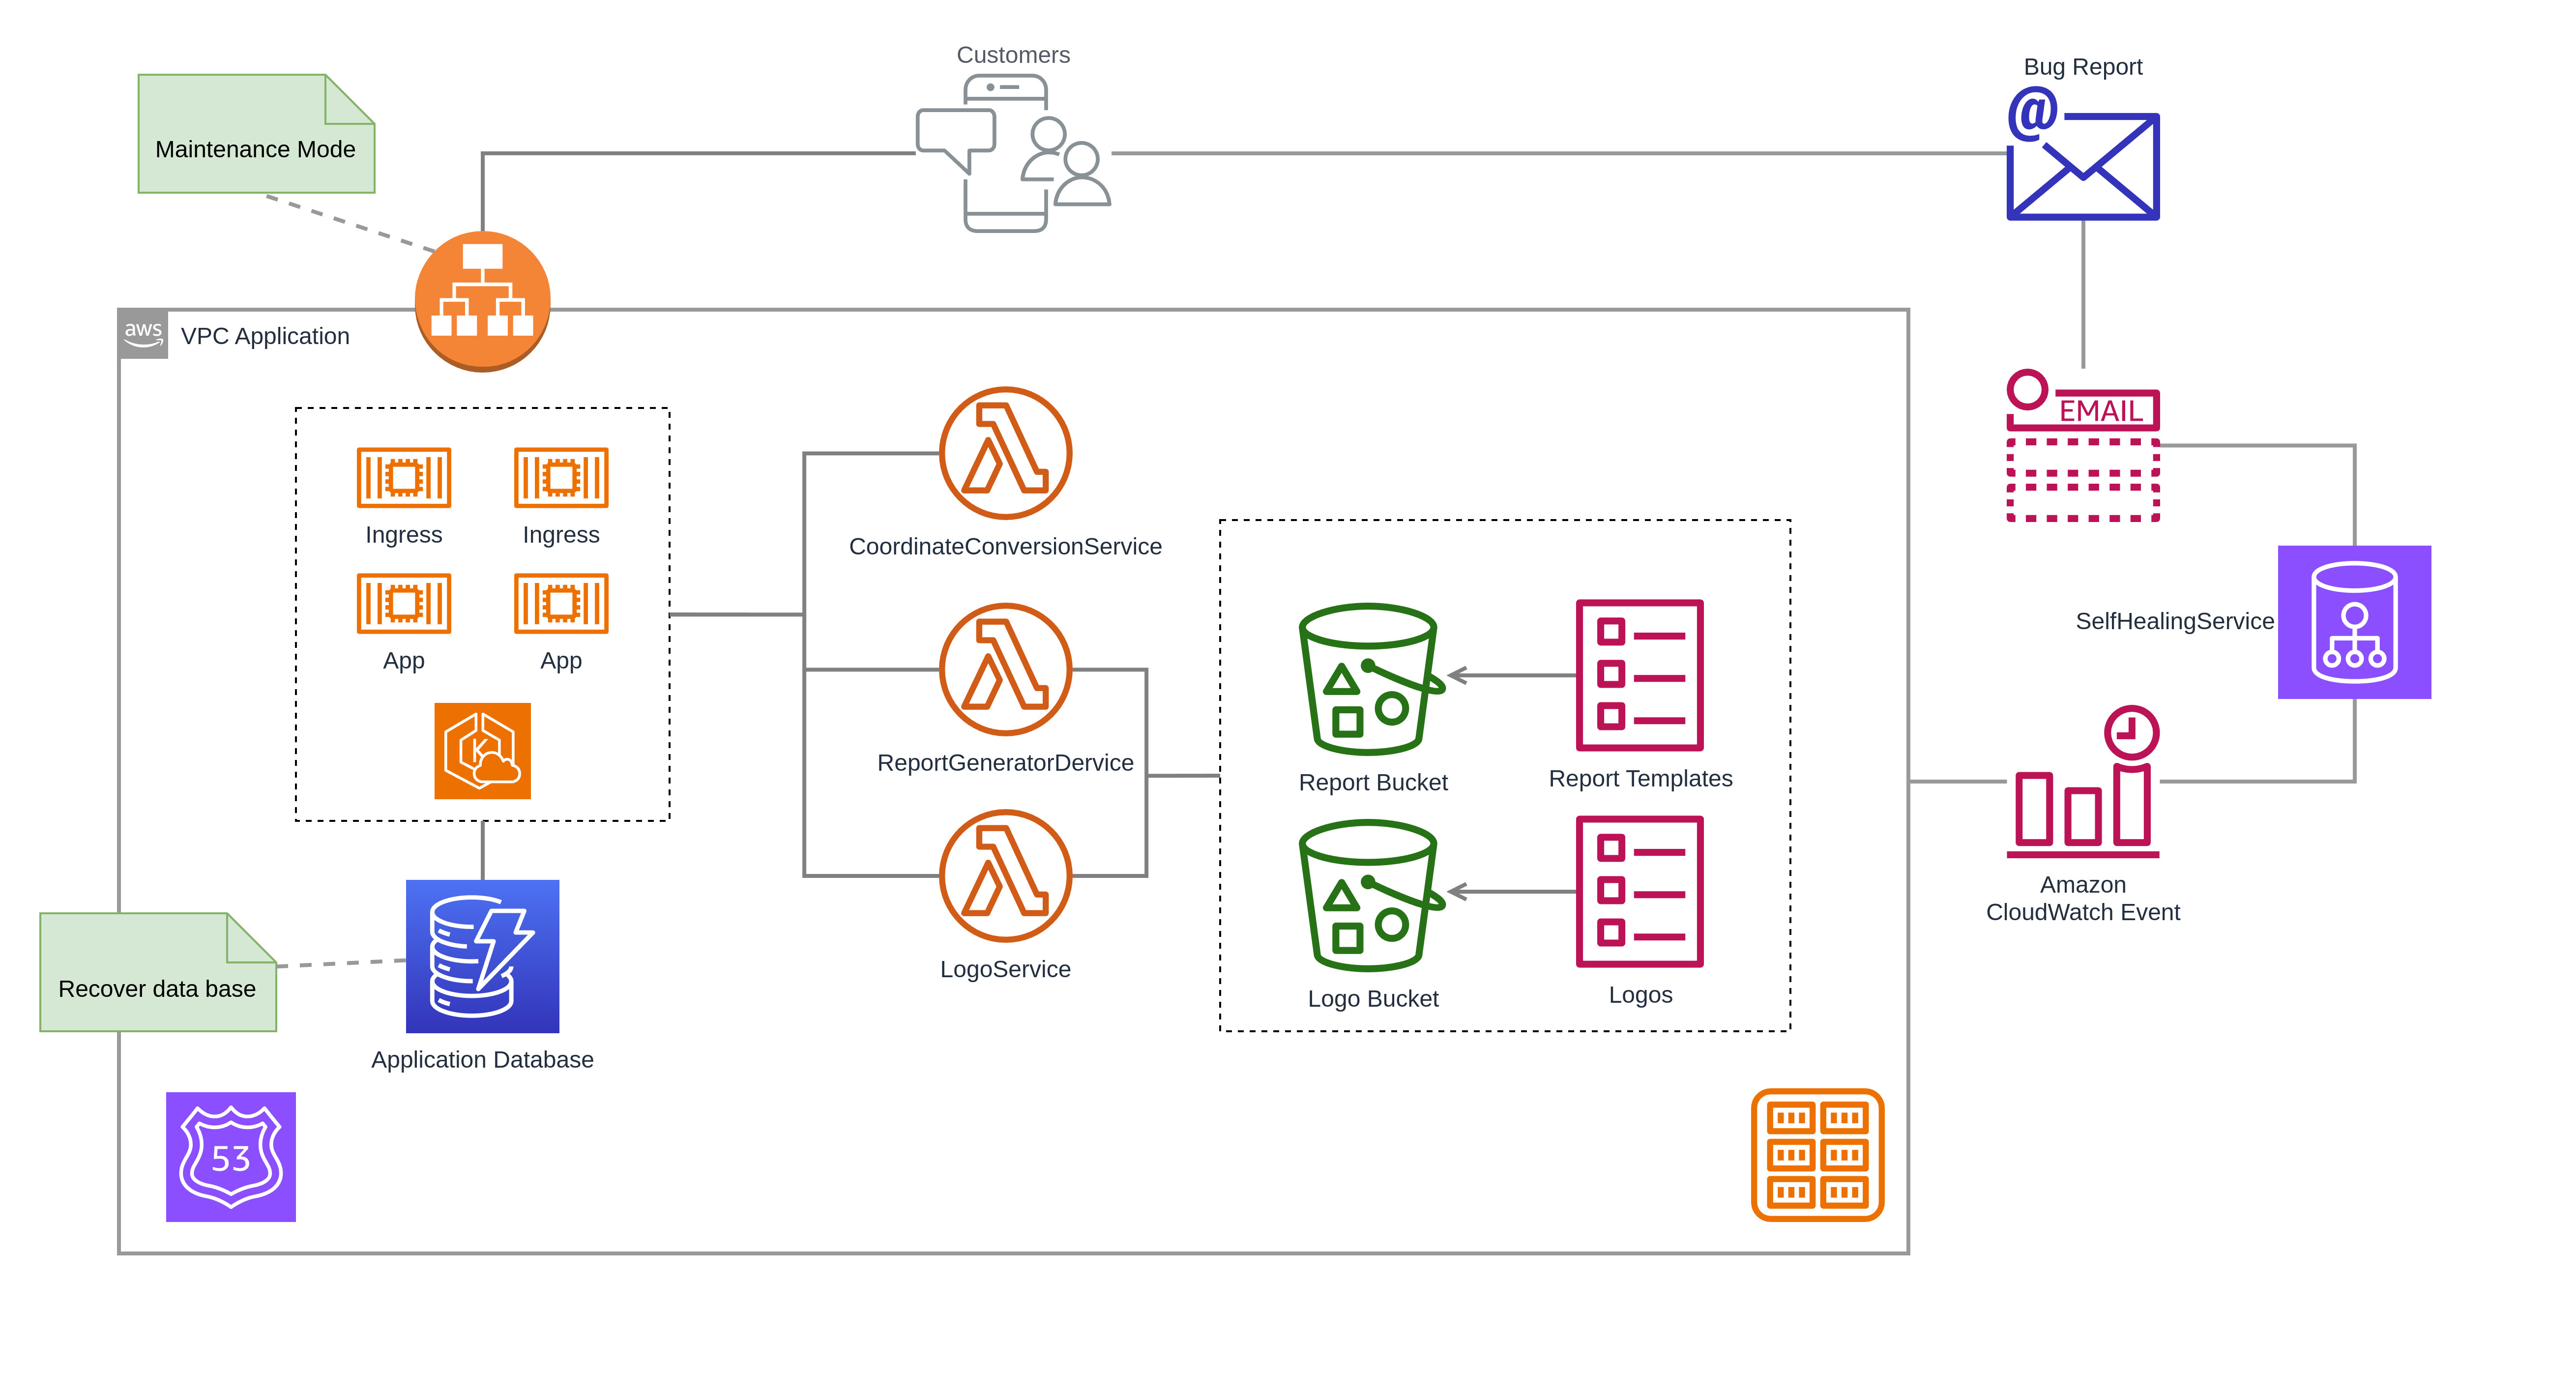 Customers
Bug Report
@
Maintenance Mode
aws
VPC Application
EMAIL
Ingress
Ingress
CoordinateConversionService
App
App
SelfHealingService
K
ReportGeneratorDervice
Report Bucket
Report Templates
Amazon
CloudWatch Event
Recover data base
LogoService
Logo Bucket
Logos
Application Database
53